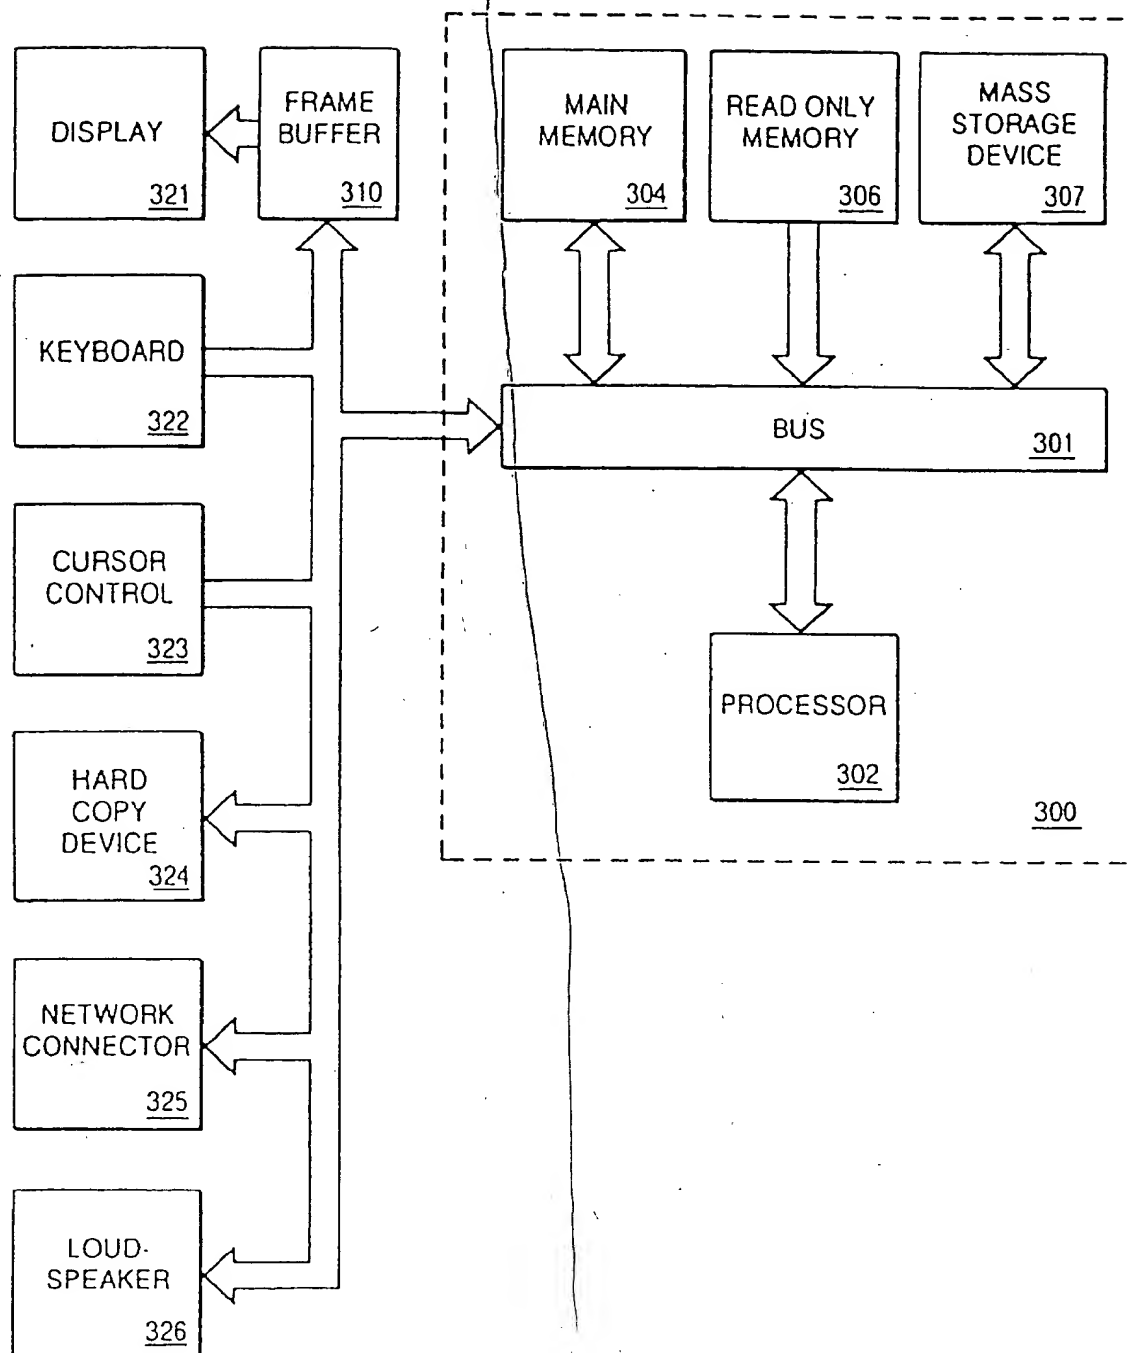 DISPLAY
321
FRAME
BUFFER
310
MAIN
MEMORY
304
READ ONLY
MEMORY
306
MASS
STORAGE
DEVICE
307
KEYBOARD
322
BUS
301
CURSOR
CONTROL
323
PROCESSOR
302
300
HARD
COPY
DEVICE
324
NETWORK
CONNECTOR
325
LOUD-
SPEAKER
326